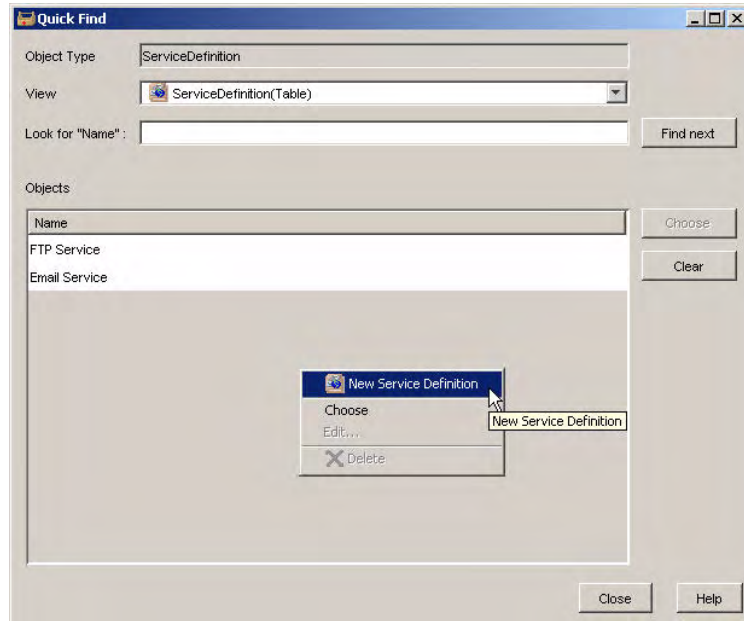 Quick Find
Object Type ServiceDefinition
View ServiceDefinition(Table)
Look for "Name" : Find next
Objects
Name Choose
FTP Service
Clear
Email Service
New Service Definition
Choose
New Service Definition
Edit...
Delete
Close Help